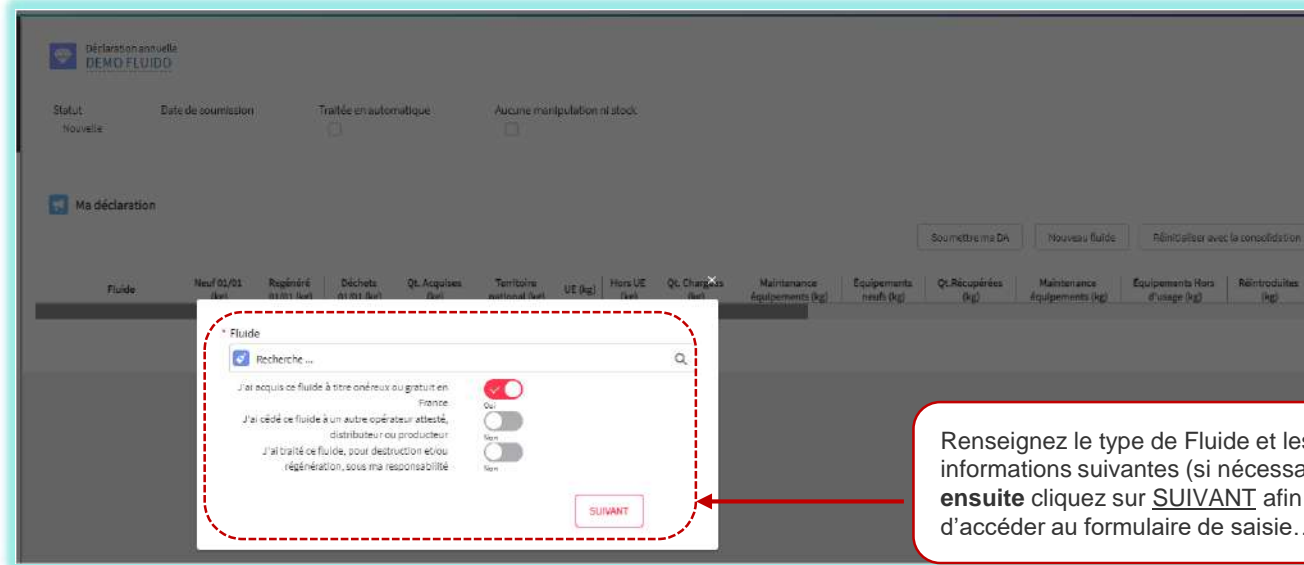 Déclaration annuelle
DEMO FLUIDO
Statut Date de soumission Traitée en automatique Aucune manipulation ni stock
Nouvelle
Ma déclaration
Soumettre ma DA Nouveau fluide Réinitialiser avec la consolidation
Fluide Neuf 01/01 (kg) Regénéré 01/01 (kg) Déchets 01/01 (kg) Qt. Acquises (kg) Territoire national (kg) UE (kg) Hors UE (kg) Qt. Chargées (kg) Maintenance équipements (kg) Équipements neufs (kg) Qt.Récupérées (kg) Maintenance équipements (kg) Équipements Hors d'usage (kg) Réintroduites (kg)
* Fluide
Recherche ...
J'ai acquis ce fluide à titre onéreux ou gratuit en
France
Oui
J'ai cédé ce fluide à un autre opérateur attesté,
distributeur ou producteur
Non
J'ai traité ce fluide, pour destruction et/ou
régénération, sous ma responsabilité
Non
SUIVANT
Renseignez le type de Fluide et les
informations suivantes (si nécessa
ensuite cliquez sur SUIVANT afin
d'accéder au formulaire de saisie..